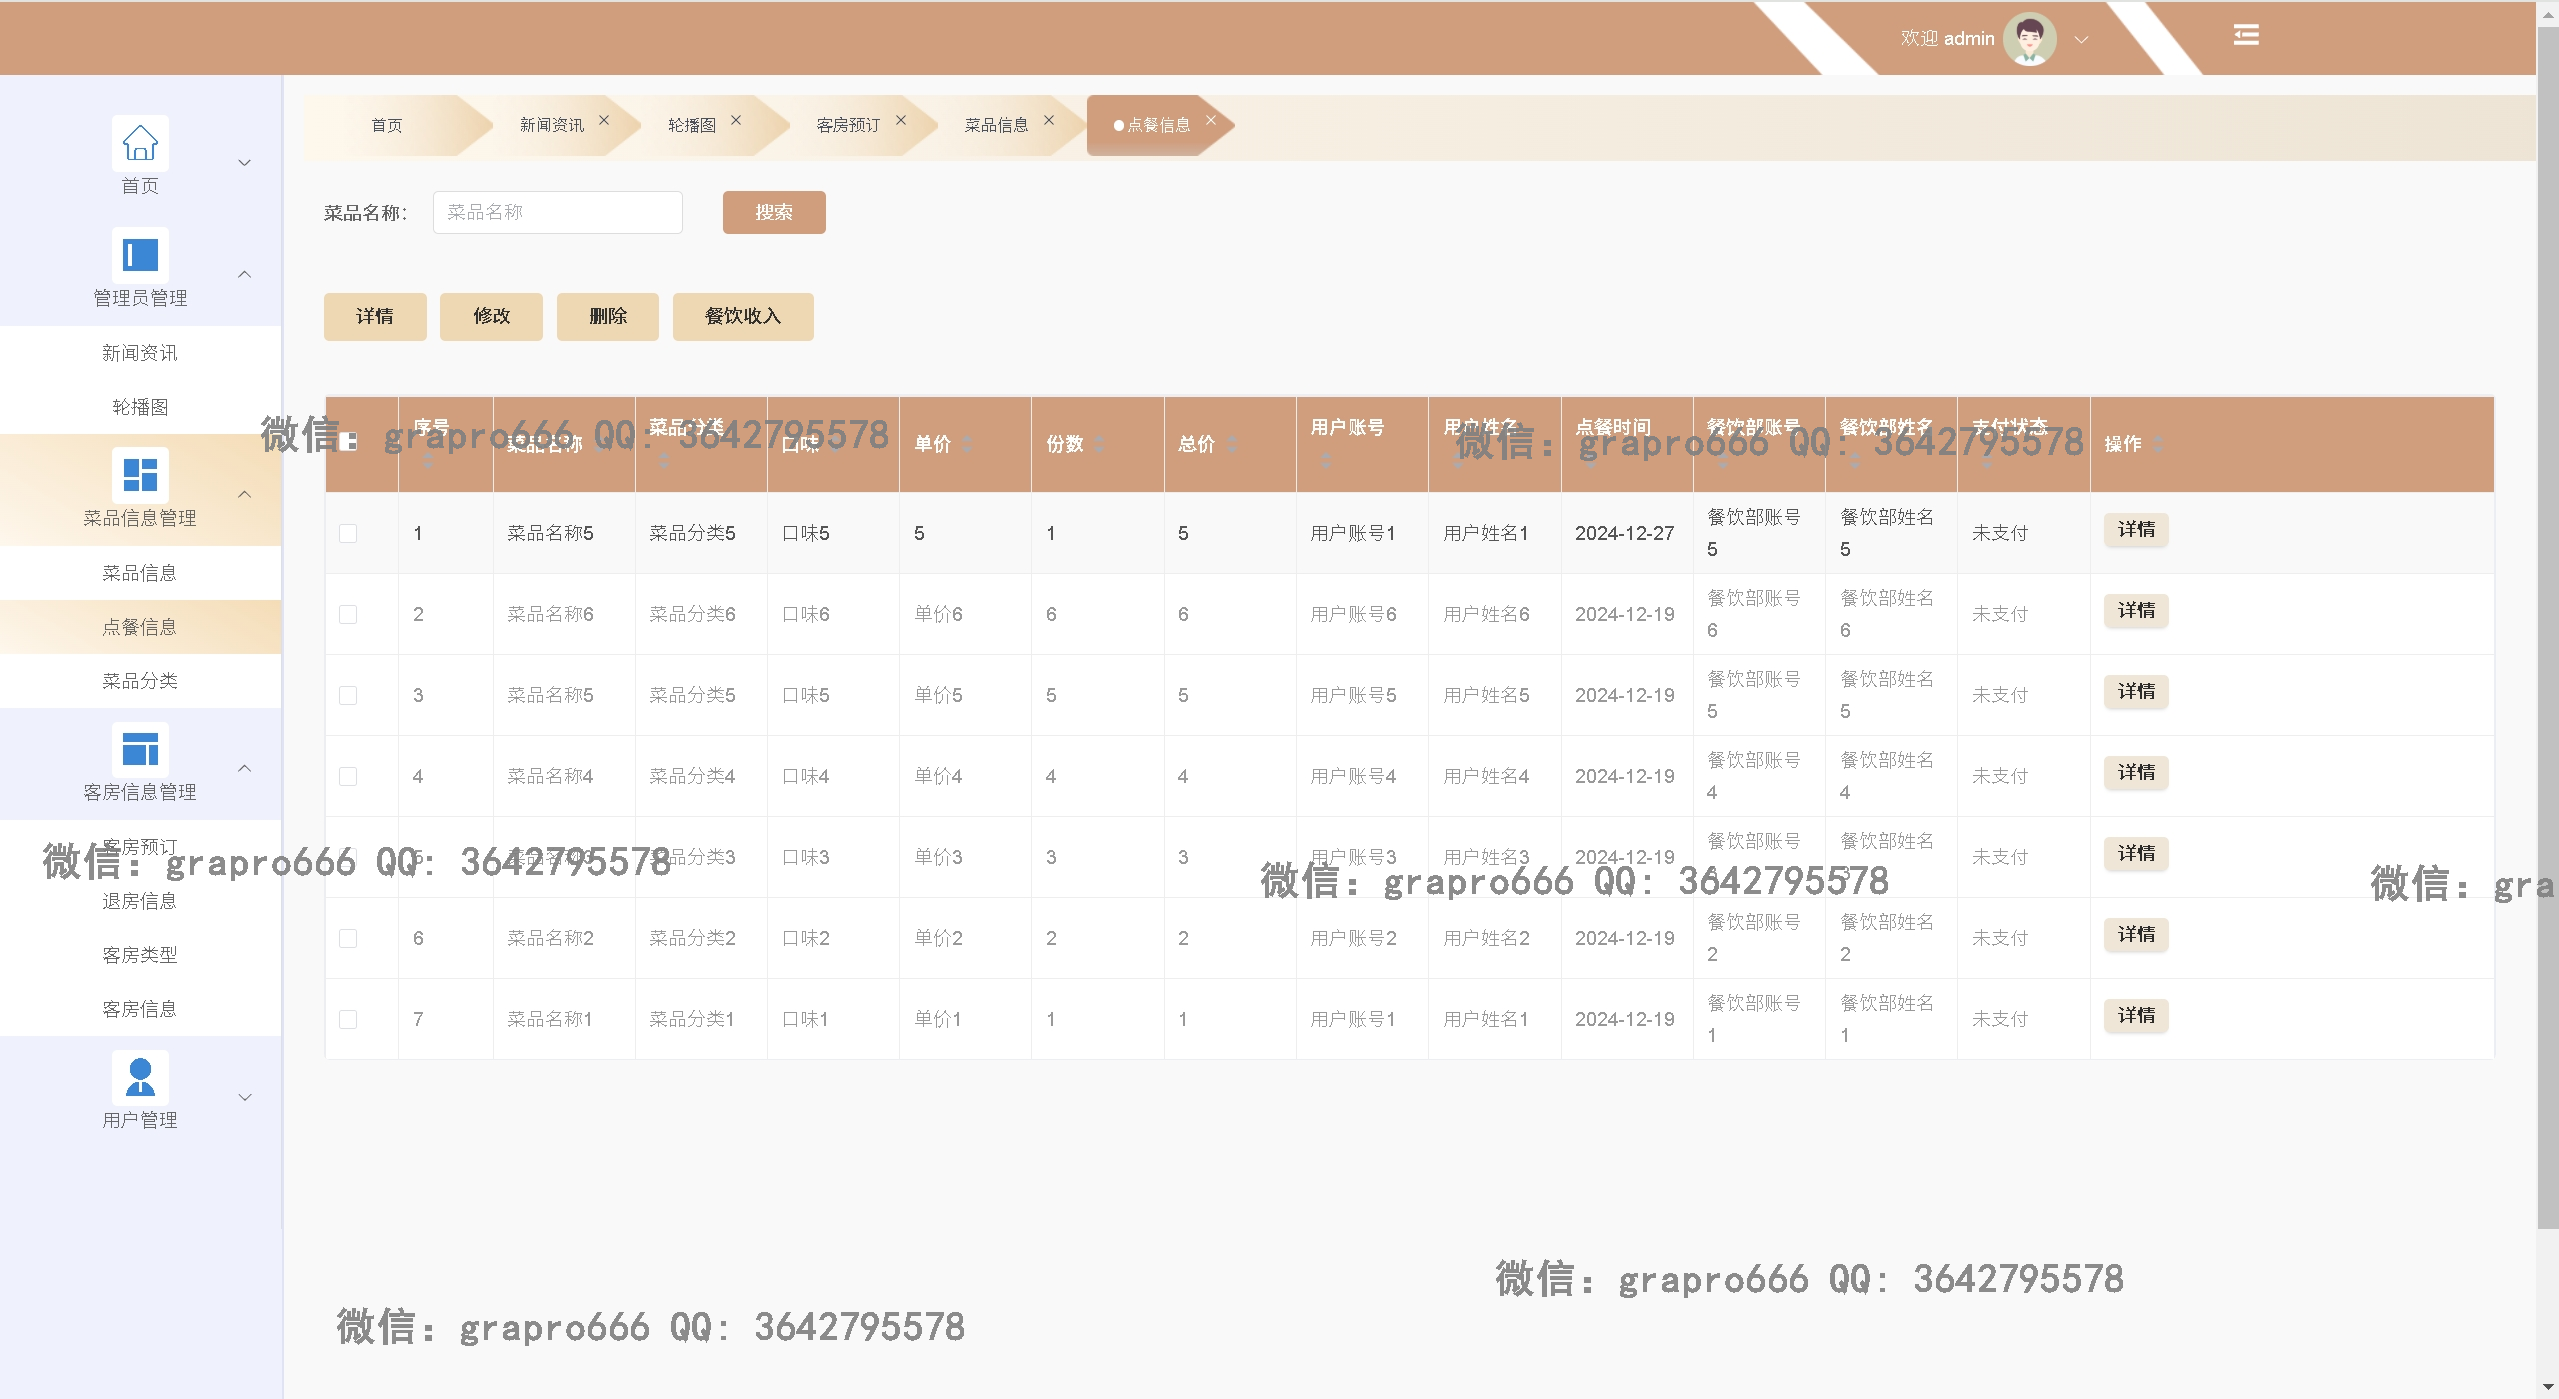 欢迎 admin
首页 新闻资讯 轮播图 客房预订 菜品信息 点餐信息
首页
管理员管理
新闻资讯
轮播图
菜品信息管理
菜品信息
点餐信息
菜品分类
客房信息管理
客房预订
退房信息
客房类型
客房信息
用户管理
菜品名称： 菜品名称 搜索
详情 修改 删除 餐饮收入
序号 菜品名称 菜品分类 口味 单价 份数 总价 用户账号 用户姓名 点餐时间 餐饮部账号 餐饮部姓名 支付状态 操作
1 菜品名称5 菜品分类5 口味5 5 1 5 用户账号1 用户姓名1 2024-12-27 餐饮部账号5 餐饮部姓名5 未支付 详情
2 菜品名称6 菜品分类6 口味6 单价6 6 6 用户账号6 用户姓名6 2024-12-19 餐饮部账号6 餐饮部姓名6 未支付 详情
3 菜品名称5 菜品分类5 口味5 单价5 5 5 用户账号5 用户姓名5 2024-12-19 餐饮部账号5 餐饮部姓名5 未支付 详情
4 菜品名称4 菜品分类4 口味4 单价4 4 4 用户账号4 用户姓名4 2024-12-19 餐饮部账号4 餐饮部姓名4 未支付 详情
5 菜品名称3 菜品分类3 口味3 单价3 3 3 用户账号3 用户姓名3 2024-12-19 餐饮部账号3 餐饮部姓名3 未支付 详情
6 菜品名称2 菜品分类2 口味2 单价2 2 2 用户账号2 用户姓名2 2024-12-19 餐饮部账号2 餐饮部姓名2 未支付 详情
7 菜品名称1 菜品分类1 口味1 单价1 1 1 用户账号1 用户姓名1 2024-12-19 餐饮部账号1 餐饮部姓名1 未支付 详情
微信：grapro666 QQ: 3642795578
微信：grapro666 QQ: 3642795578
微信：grapro666 QQ: 3642795578
微信：grapro666 QQ: 3642795578
微信：gra
微信：grapro666 QQ: 3642795578
微信：grapro666 QQ: 3642795578